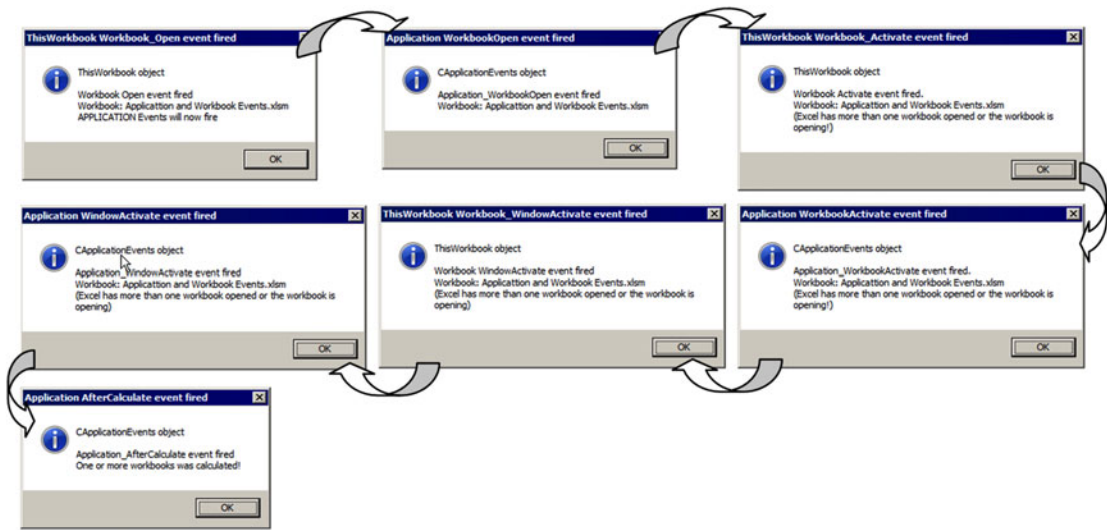 ThisWorkbook Workbook_Open event fired
ThisWorkbook object
Workbook Open event fired
Workbook: Applicattion and Workbook Events.xlsm
APPLICATION Events will now fire
OK
Application WorkbookOpen event fired
CApplicationEvents object
Application_WorkbookOpen event fired
Workbook: Applicattion and Workbook Events.xlsm
OK
ThisWorkbook Workbook_Activate event fired
ThisWorkbook object
Workbook Activate event fired.
Workbook: Applicattion and Workbook Events.xlsm
(Excel has more than one workbook opened or the workbook is
opening!)
OK
Application WorkbookActivate event fired
CApplicationEvents object
Application_WorkbookActivate event fired.
Workbook: Applicattion and Workbook Events.xlsm
(Excel has more than one workbook opened or the workbook is
opening!)
OK
ThisWorkbook Workbook_WindowActivate event fired
ThisWorkbook object
Workbook WindowActivate event fired
Workbook: Applicattion and Workbook Events.xlsm
(Excel has more than one workbook opened or the workbook is
opening)
OK
Application WindowActivate event fired
CApplicationEvents object
Application_WindowActivate event fired
Workbook: Applicattion and Workbook Events.xlsm
(Excel has more than one workbook opened or the workbook is
opening)
OK
Application AfterCalculate event fired
CApplicationEvents object
Application_AfterCalculate event fired
One or more workbooks was calculated!
OK